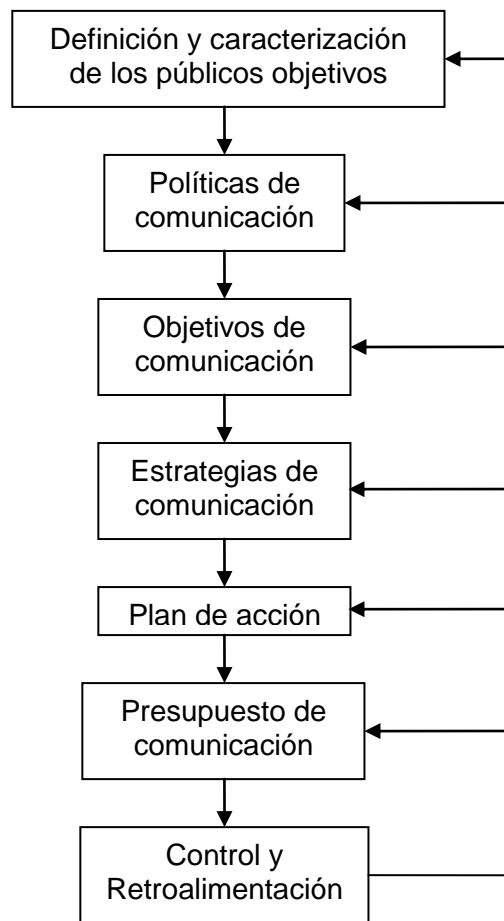 Definición y caracterización
de los públicos objetivos
Políticas de
comunicación
Objetivos de
comunicación
Estrategias de
comunicación
Plan de acción
Presupuesto de
comunicación
Control y
Retroalimentación